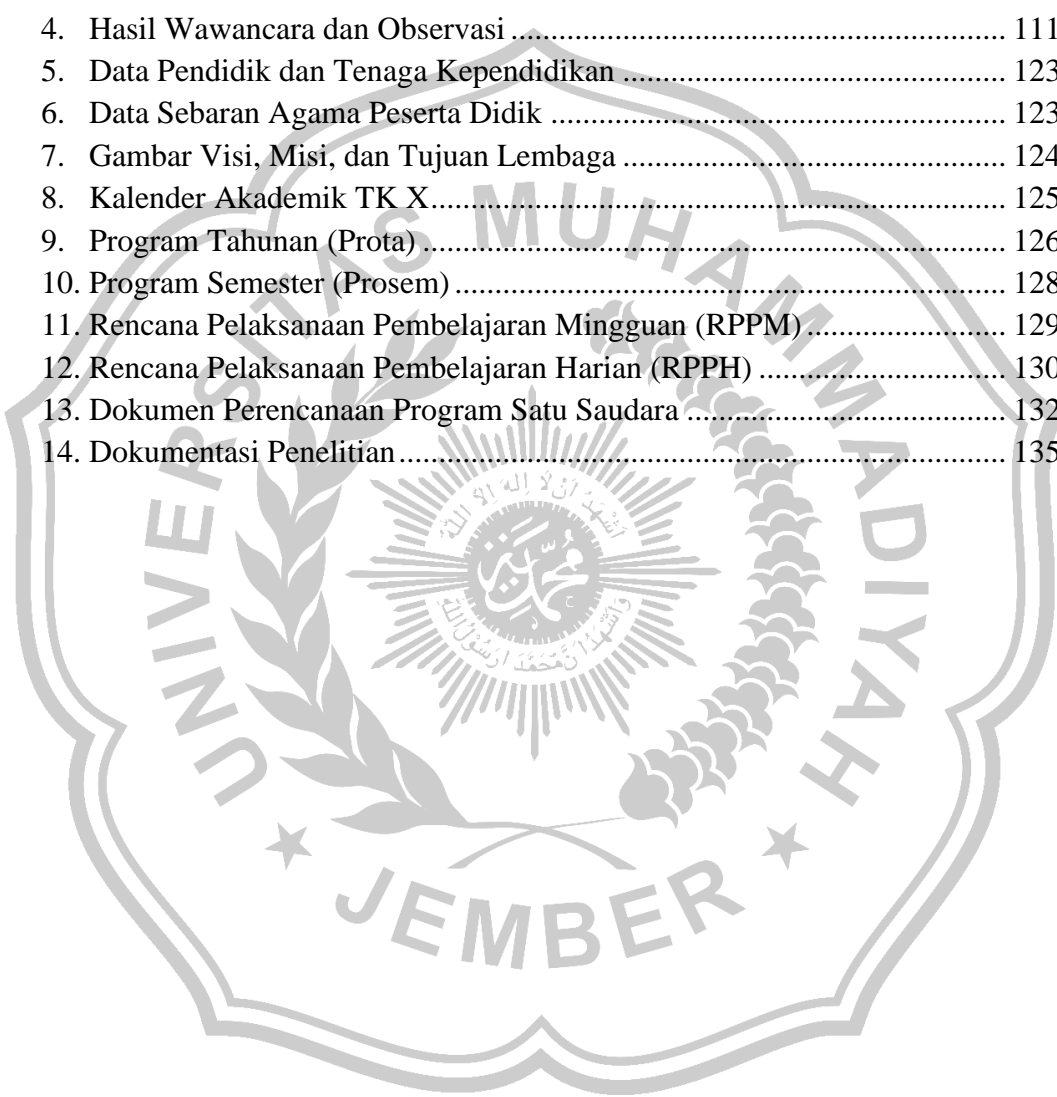 4. Hasil Wawancara dan Observasi ........................................................................ 111
5. Data Pendidik dan Tenaga Kependidikan ....................................................... 123
6. Data Sebaran Agama Peserta Didik ................................................................. 123
7. Gambar Visi, Misi, dan Tujuan Lembaga ........................................................ 124
8. Kalender Akademik TK X.................................................................................. 125
9. Program Tahunan (Prota) .................................................................................. 126
10. Program Semester (Prosem) ............................................................................... 128
11. Rencana Pelaksanaan Pembelajaran Mingguan (RPPM) ............................. 129
12. Rencana Pelaksanaan Pembelajaran Harian (RPPH) .................................... 130
13. Dokumen Perencanaan Program Satu Saudara .............................................. 132
14. Dokumentasi Penelitian ........................................................................................ 135
UNIVERSITAS MUHAMMADIYAH
JEMBER